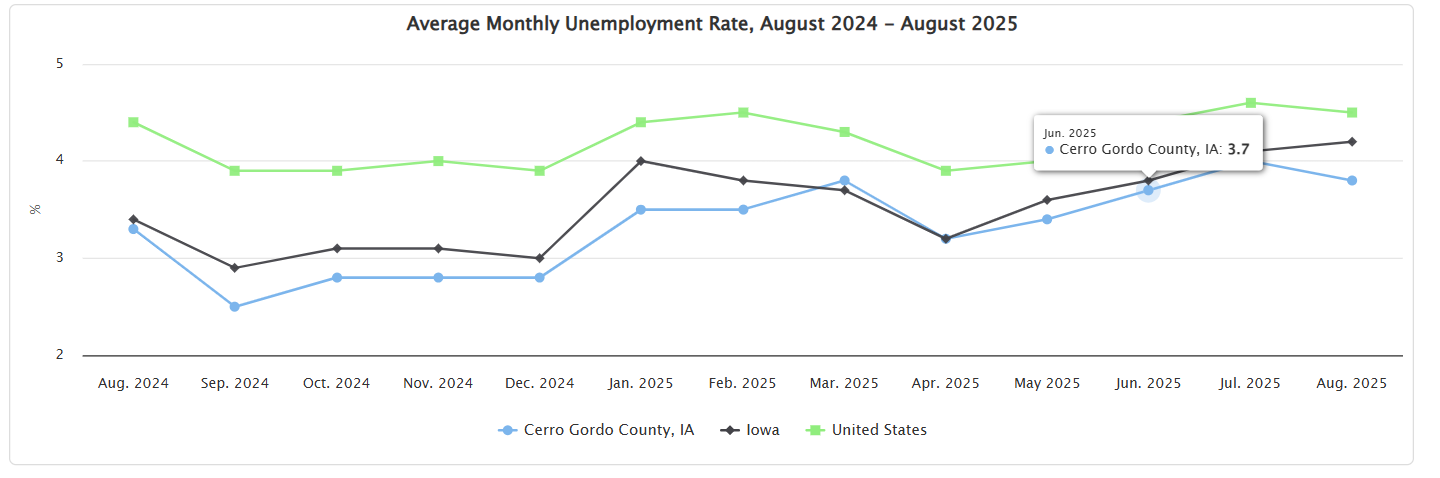 Average Monthly Unemployment Rate, August 2024 - August 2025
5
4
3
2
%
Jun. 2025
Cerro Gordo County, IA: 3.7
Aug. 2024 Sep. 2024 Oct. 2024 Nov. 2024 Dec. 2024 Jan. 2025 Feb. 2025 Mar. 2025 Apr. 2025 May 2025 Jun. 2025 Jul. 2025 Aug. 2025
Cerro Gordo County, IA Iowa United States